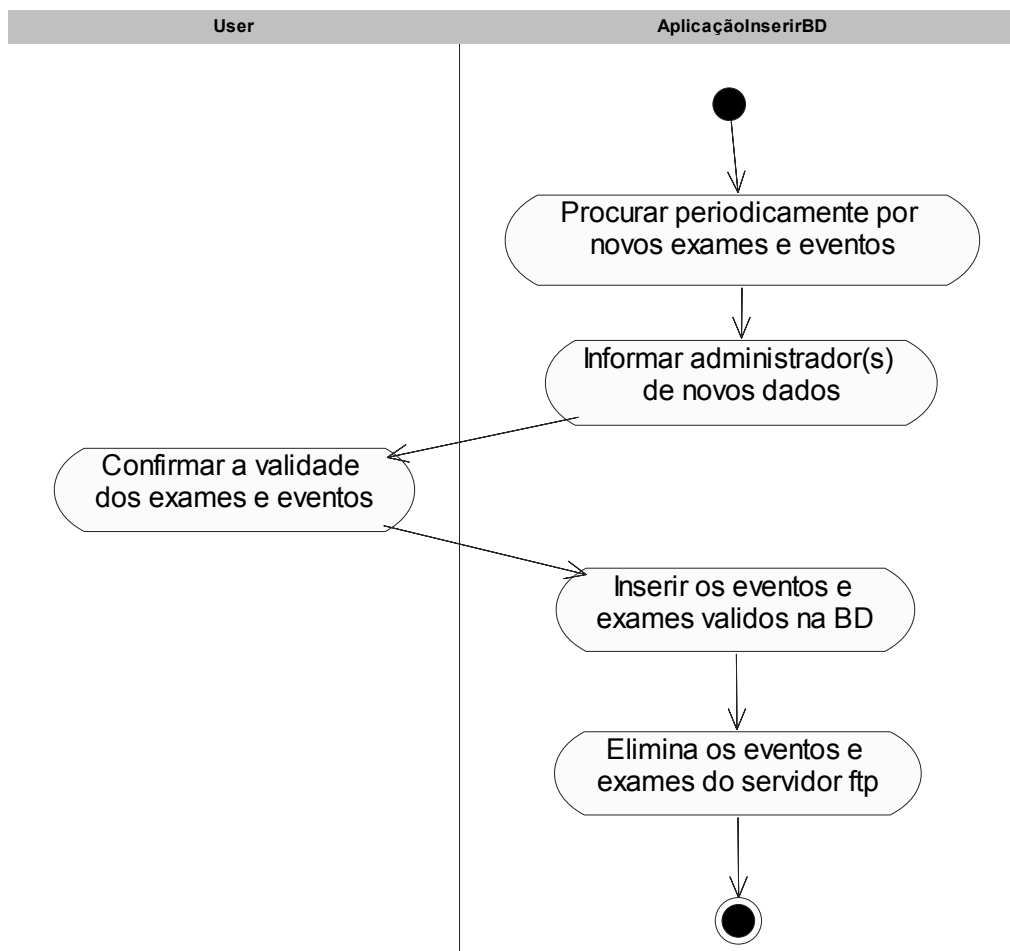 User
AplicaçãoInserirBD
Procurar periodicamente por
novos exames e eventos
Informar administrador(s)
de novos dados
Confirmar a validade
dos exames e eventos
Inserir os eventos e
exames validos na BD
Elimina os eventos e
exames do servidor ftp